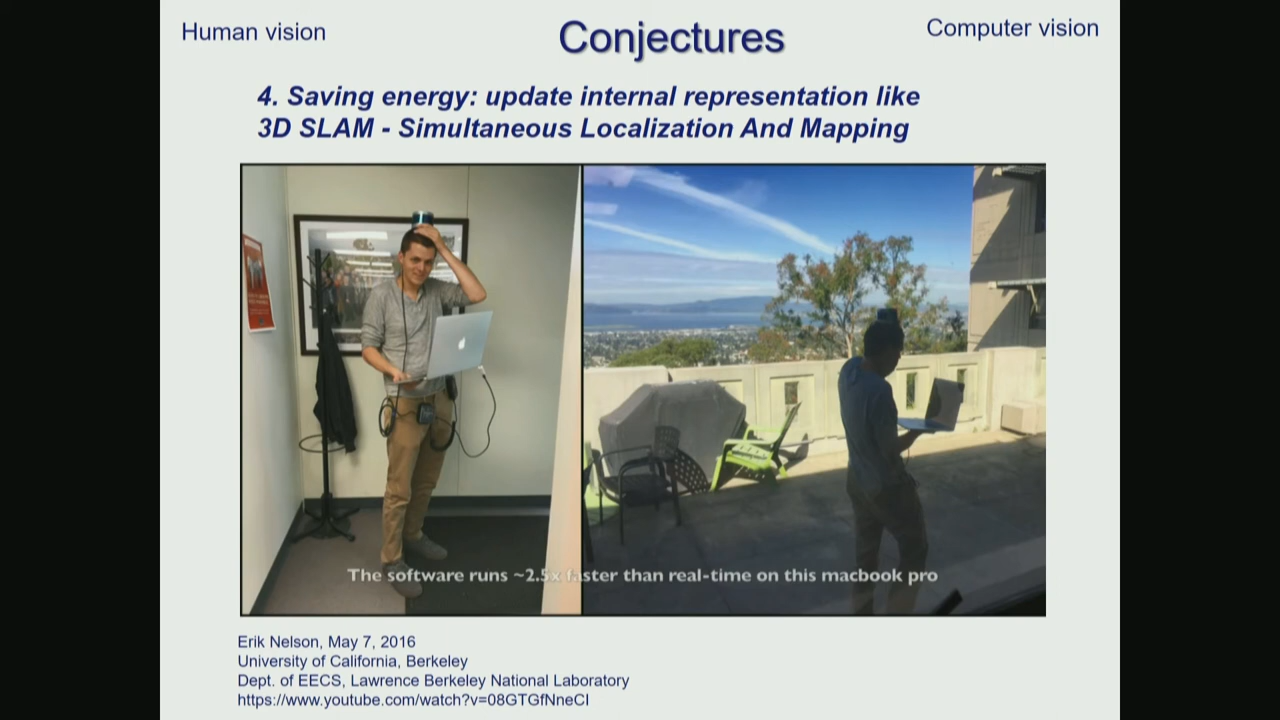 Human vision
Conjectures
Computer vision
4. Saving energy: update internal representation like
3D SLAM - Simultaneous Localization And Mapping
The software runs ~2.5x faster than real-time on this macbook pro
Erik Nelson, May 7, 2016
University of California, Berkeley
Dept. of EECS, Lawrence Berkeley National Laboratory
https://www.youtube.com/watch?v=08GTGfNneCI